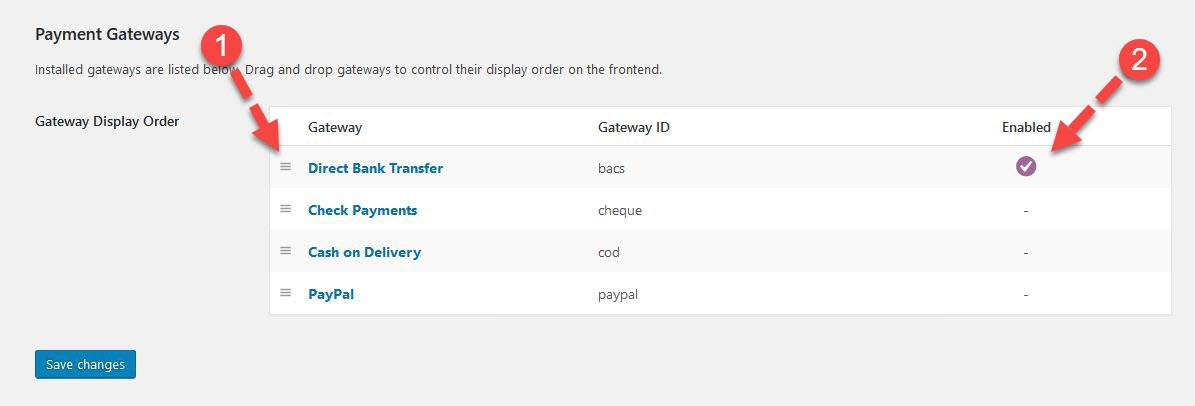 Payment Gateways
1
2
Installed gateways are listed below. Drag and drop gateways to control their display order on the frontend.
Gateway Display Order
Gateway Gateway ID Enabled
Direct Bank Transfer bacs
Check Payments cheque -
Cash on Delivery cod -
PayPal paypal -
Save changes